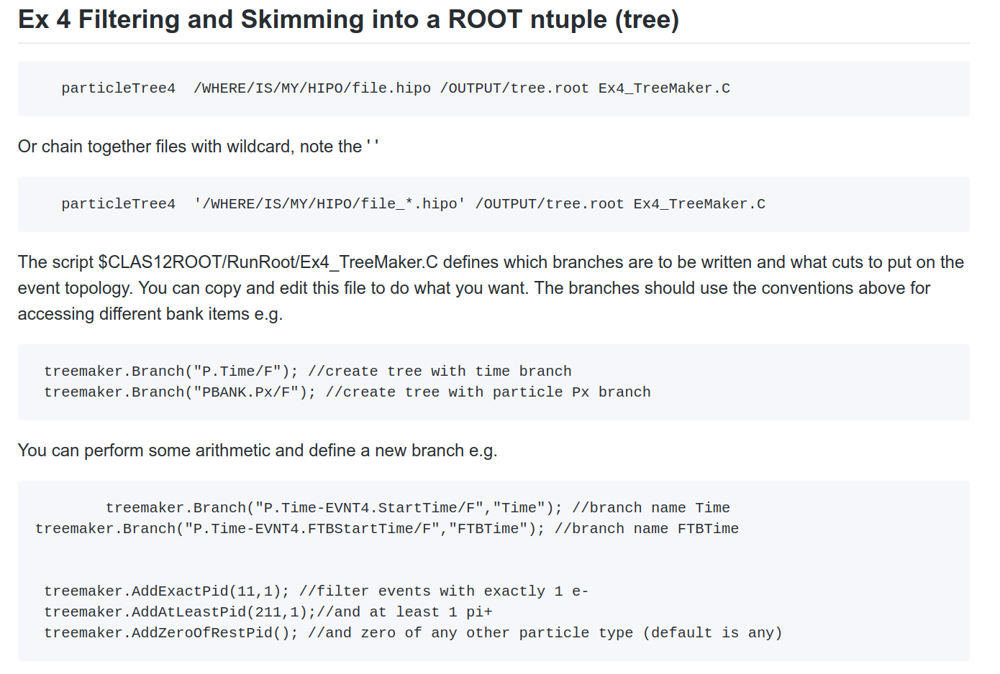 Ex 4 Filtering and Skimming into a ROOT ntuple (tree)
particleTree4  /WHERE/IS/MY/HIPO/file.hipo /OUTPUT/tree.root Ex4_TreeMaker.C
Or chain together files with wildcard, note the ' '
particleTree4  '/WHERE/IS/MY/HIPO/file_*.hipo' /OUTPUT/tree.root Ex4_TreeMaker.C
The script $CLAS12ROOT/RunRoot/Ex4_TreeMaker.C defines which branches are to be written and what cuts to put on the
event topology. You can copy and edit this file to do what you want. The branches should use the conventions above for
accessing different bank items e.g.
treemaker.Branch("P.Time/F"); //create tree with time branch
treemaker.Branch("PBANK.Px/F"); //create tree with particle Px branch
You can perform some arithmetic and define a new branch e.g.
treemaker.Branch("P.Time-EVNT4.StartTime/F","Time"); //branch name Time
treemaker.Branch("P.Time-EVNT4.FTBStartTime/F","FTBTime"); //branch name FTBTime
treemaker.AddExactPid(11,1); //filter events with exactly 1 e-
treemaker.AddAtLeastPid(211,1);//and at least 1 pi+
treemaker.AddZeroOfRestPid(); //and zero of any other particle type (default is any)